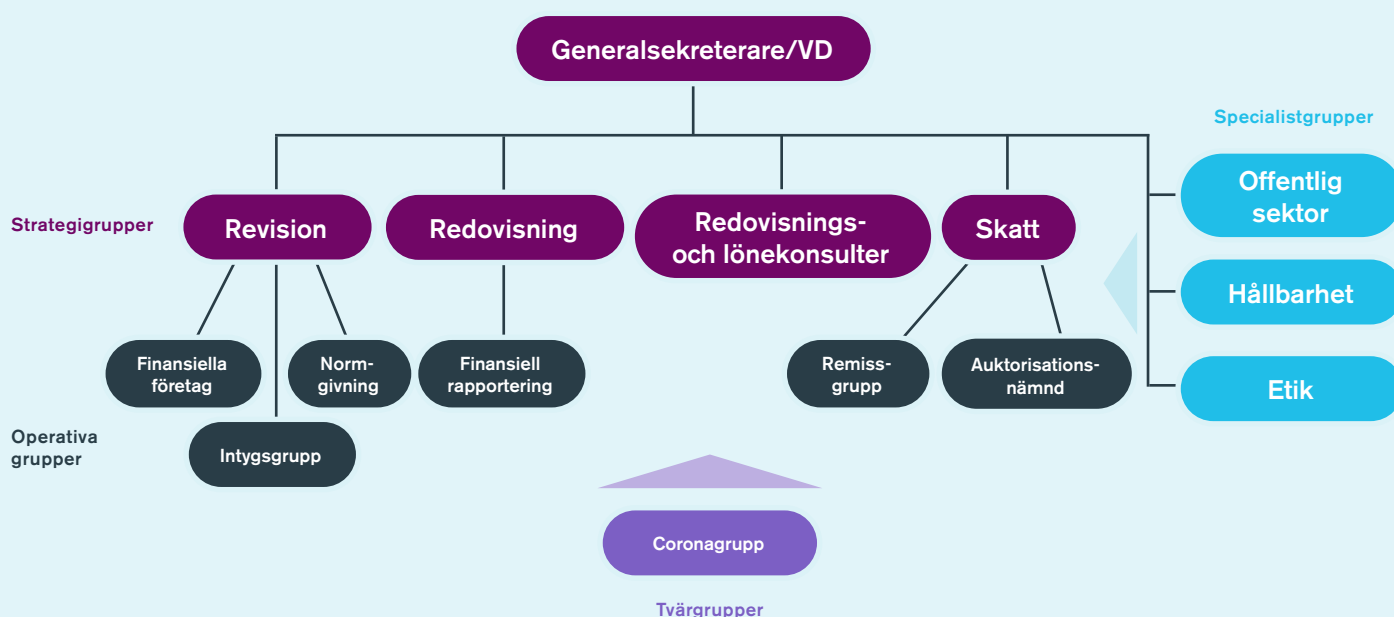 Generalsekreterare/VD
Specialistgrupper
Strategigrupper
Revision
Redovisning
Redovisnings-
och lönekonsulter
Skatt
Offentlig
sektor
Hållbarhet
Etik
Finansiella
företag
Norm-
givning
Finansiell
rapportering
Remiss-
grupp
Auktorisations-
nämnd
Operativa
grupper
Intygsgrupp
Coronagrupp
Tvärgrupper